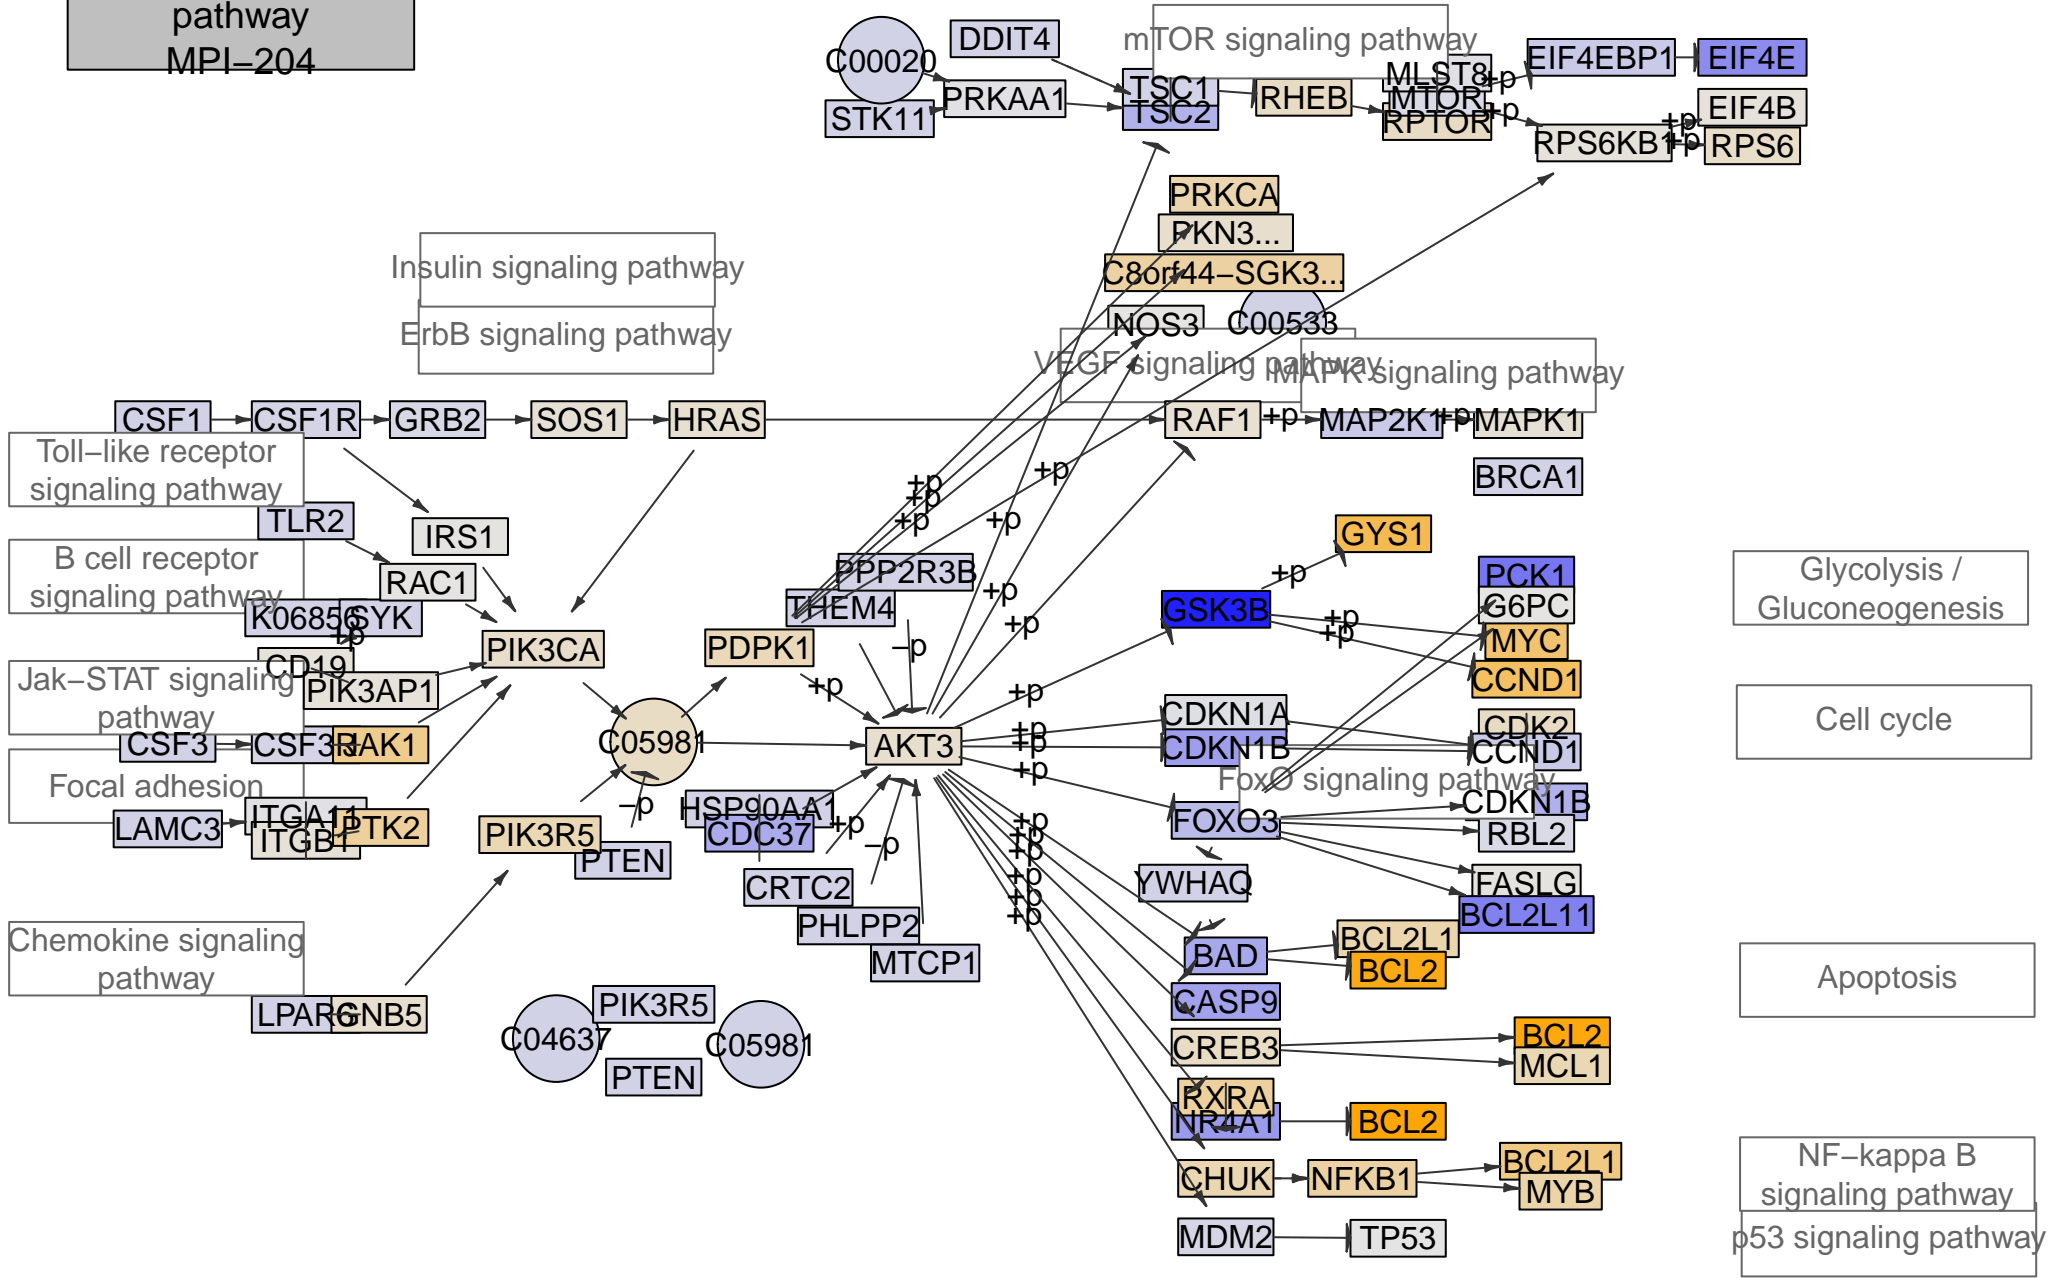 pathway
MPI−204
C00020
DDIT4
mTOR signaling pathway
STK11
PRKAA1
TSC1
TSC2
RHEB
MLST8
MTOR
RPTOR
+p
+p
EIF4EBP1
EIF4E
RPS6KB1
+p
+p
EIF4B
RPS6
PRKCA
PKN3...
C8orf44−SGK3...
NOS3
C00533
Insulin signaling pathway
ErbB signaling pathway
VEGF signaling pathway
MAPK signaling pathway
CSF1
CSF1R
GRB2
SOS1
HRAS
RAF1
+p
MAP2K1
+p
MAPK1
BRCA1
Toll−like receptor
signaling pathway
TLR2
IRS1
RAC1
B cell receptor
signaling pathway
K06856
SYK
+p
CD19
PIK3AP1
PIK3CA
Jak−STAT signaling
pathway
CSF3
CSF3R
JAK1
Focal adhesion
LAMC3
ITGA11
ITGB1
PTK2
Chemokine signaling
pathway
LPAR6
GNB5
+p
+p
+p
+p
+p
+p
+p
PPP2R3B
THEM4
PDPK1
+p
−p
C05981
AKT3
PIK3R5
−p
PTEN
HSP90AA1
CDC37
+p
−p
CRTC2
PHLPP2
MTCP1
C04637
PIK3R5
PTEN
C05981
+p
+p
+p
+p
+p
+p
+p
+p
+p
+p
GYS1
+p
GSK3B
+p
+p
PCK1
G6PC
MYC
CCND1
CDKN1A
CDKN1B
CDK2
CCND1
FoxO signaling pathway
FOXO3
CDKN1B
RBL2
FASLG
BCL2L11
YWHAQ
BAD
BCL2L1
BCL2
CASP9
CREB3
BCL2
MCL1
RXRA
NR4A1
BCL2
CHUK
NFKB1
BCL2L1
MYB
MDM2
TP53
Glycolysis /
Gluconeogenesis
Cell cycle
Apoptosis
NF−kappa B
signaling pathway
p53 signaling pathway